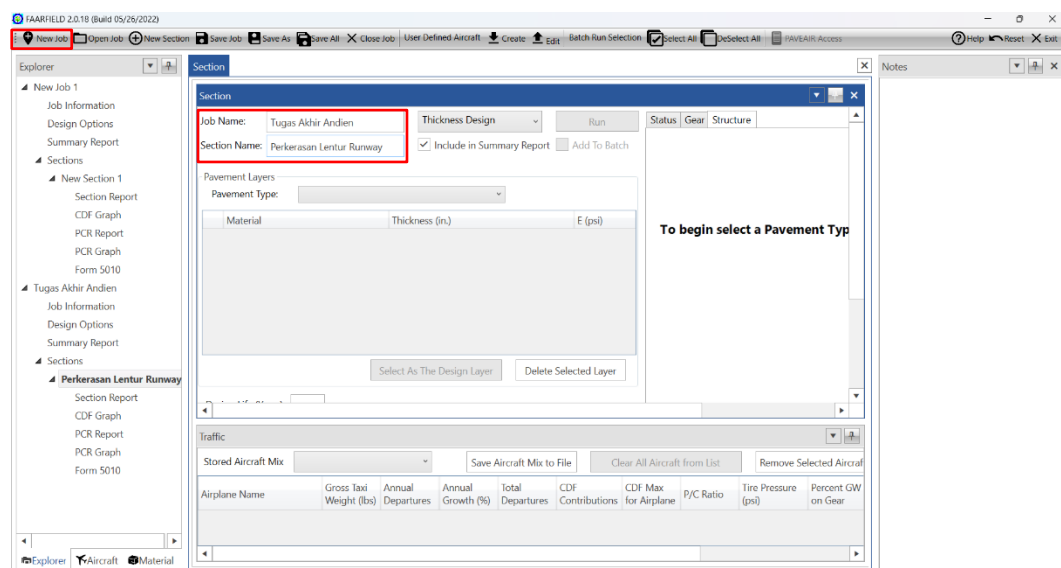 FAARFIELD 2.0.18 (Build 05/26/2022)
New Job Open Job New Section Save Job Save As Save All Close Job User Defined Aircraft Create Edit Batch Run Selection Select All DeSelect All PAVEAIR Access Help Reset Exit
Explorer
New Job 1
Job Information
Design Options
Summary Report
Sections
New Section 1
Section Report
CDF Graph
PCR Report
PCR Graph
Form 5010
Tugas Akhir Andien
Job Information
Design Options
Summary Report
Sections
Perkerasan Lentur Runway
Section Report
CDF Graph
PCR Report
PCR Graph
Form 5010
Explorer Aircraft Material
Section
Section
Job Name: Tugas Akhir Andien Thickness Design Run
Section Name: Perkerasan Lentur Runway Include in Summary Report Add To Batch
Pavement Layers
Pavement Type:
Material Thickness (in.) E (psi)
Select As The Design Layer Delete Selected Layer
Status Gear Structure
To begin select a Pavement Typ
Traffic
Stored Aircraft Mix Save Aircraft Mix to File Clear All Aircraft from List Remove Selected Aircraf
Airplane Name Gross Taxi Weight (lbs) Annual Departures Annual Growth (%) Total Departures CDF Contributions CDF Max for Airplane P/C Ratio Tire Pressure (psi) Percent GW on Gear
Notes